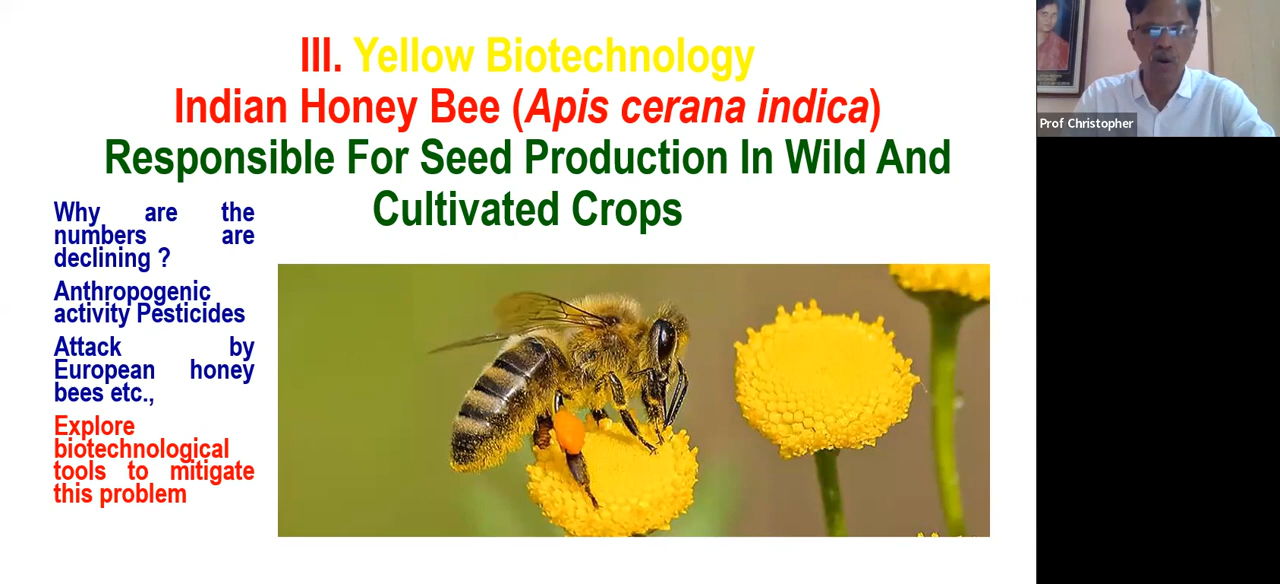 III. Yellow Biotechnology
Indian Honey Bee (Apis cerana indica)
Responsible For Seed Production In Wild And
Cultivated Crops
Why are the
numbers are
declining ?
Anthropogenic
activity Pesticides
Attack by
European honey
bees etc.,
Explore
biotechnological
tools to mitigate
this problem
Prof Christopher